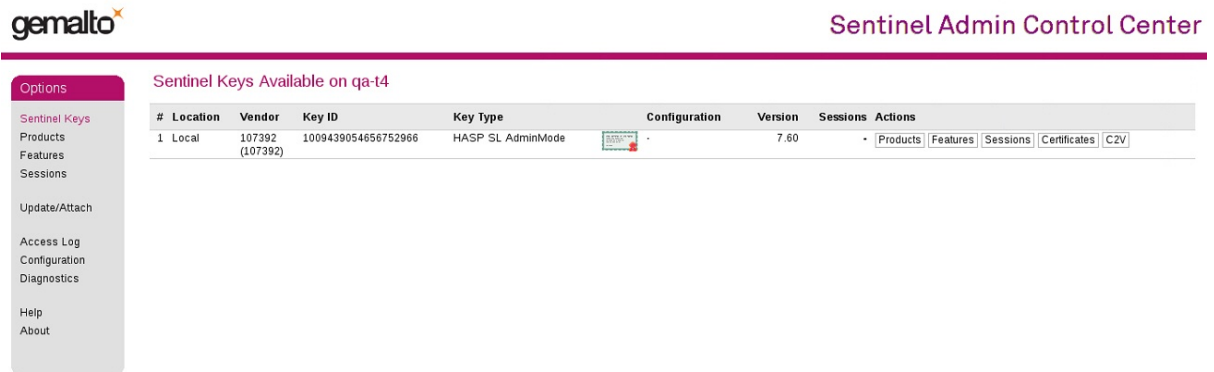 gemalto
Sentinel Admin Control Center
Options
Sentinel Keys
Products
Features
Sessions
Update/Attach
Access Log
Configuration
Diagnostics
Help
About
Sentinel Keys Available on qa-t4
# Location Vendor Key ID Key Type Configuration Version Sessions Actions
1 Local 107392 1009439054656752966 HASP SL AdminMode - 7.60 - Products Features Sessions Certificates C2V
(107392)